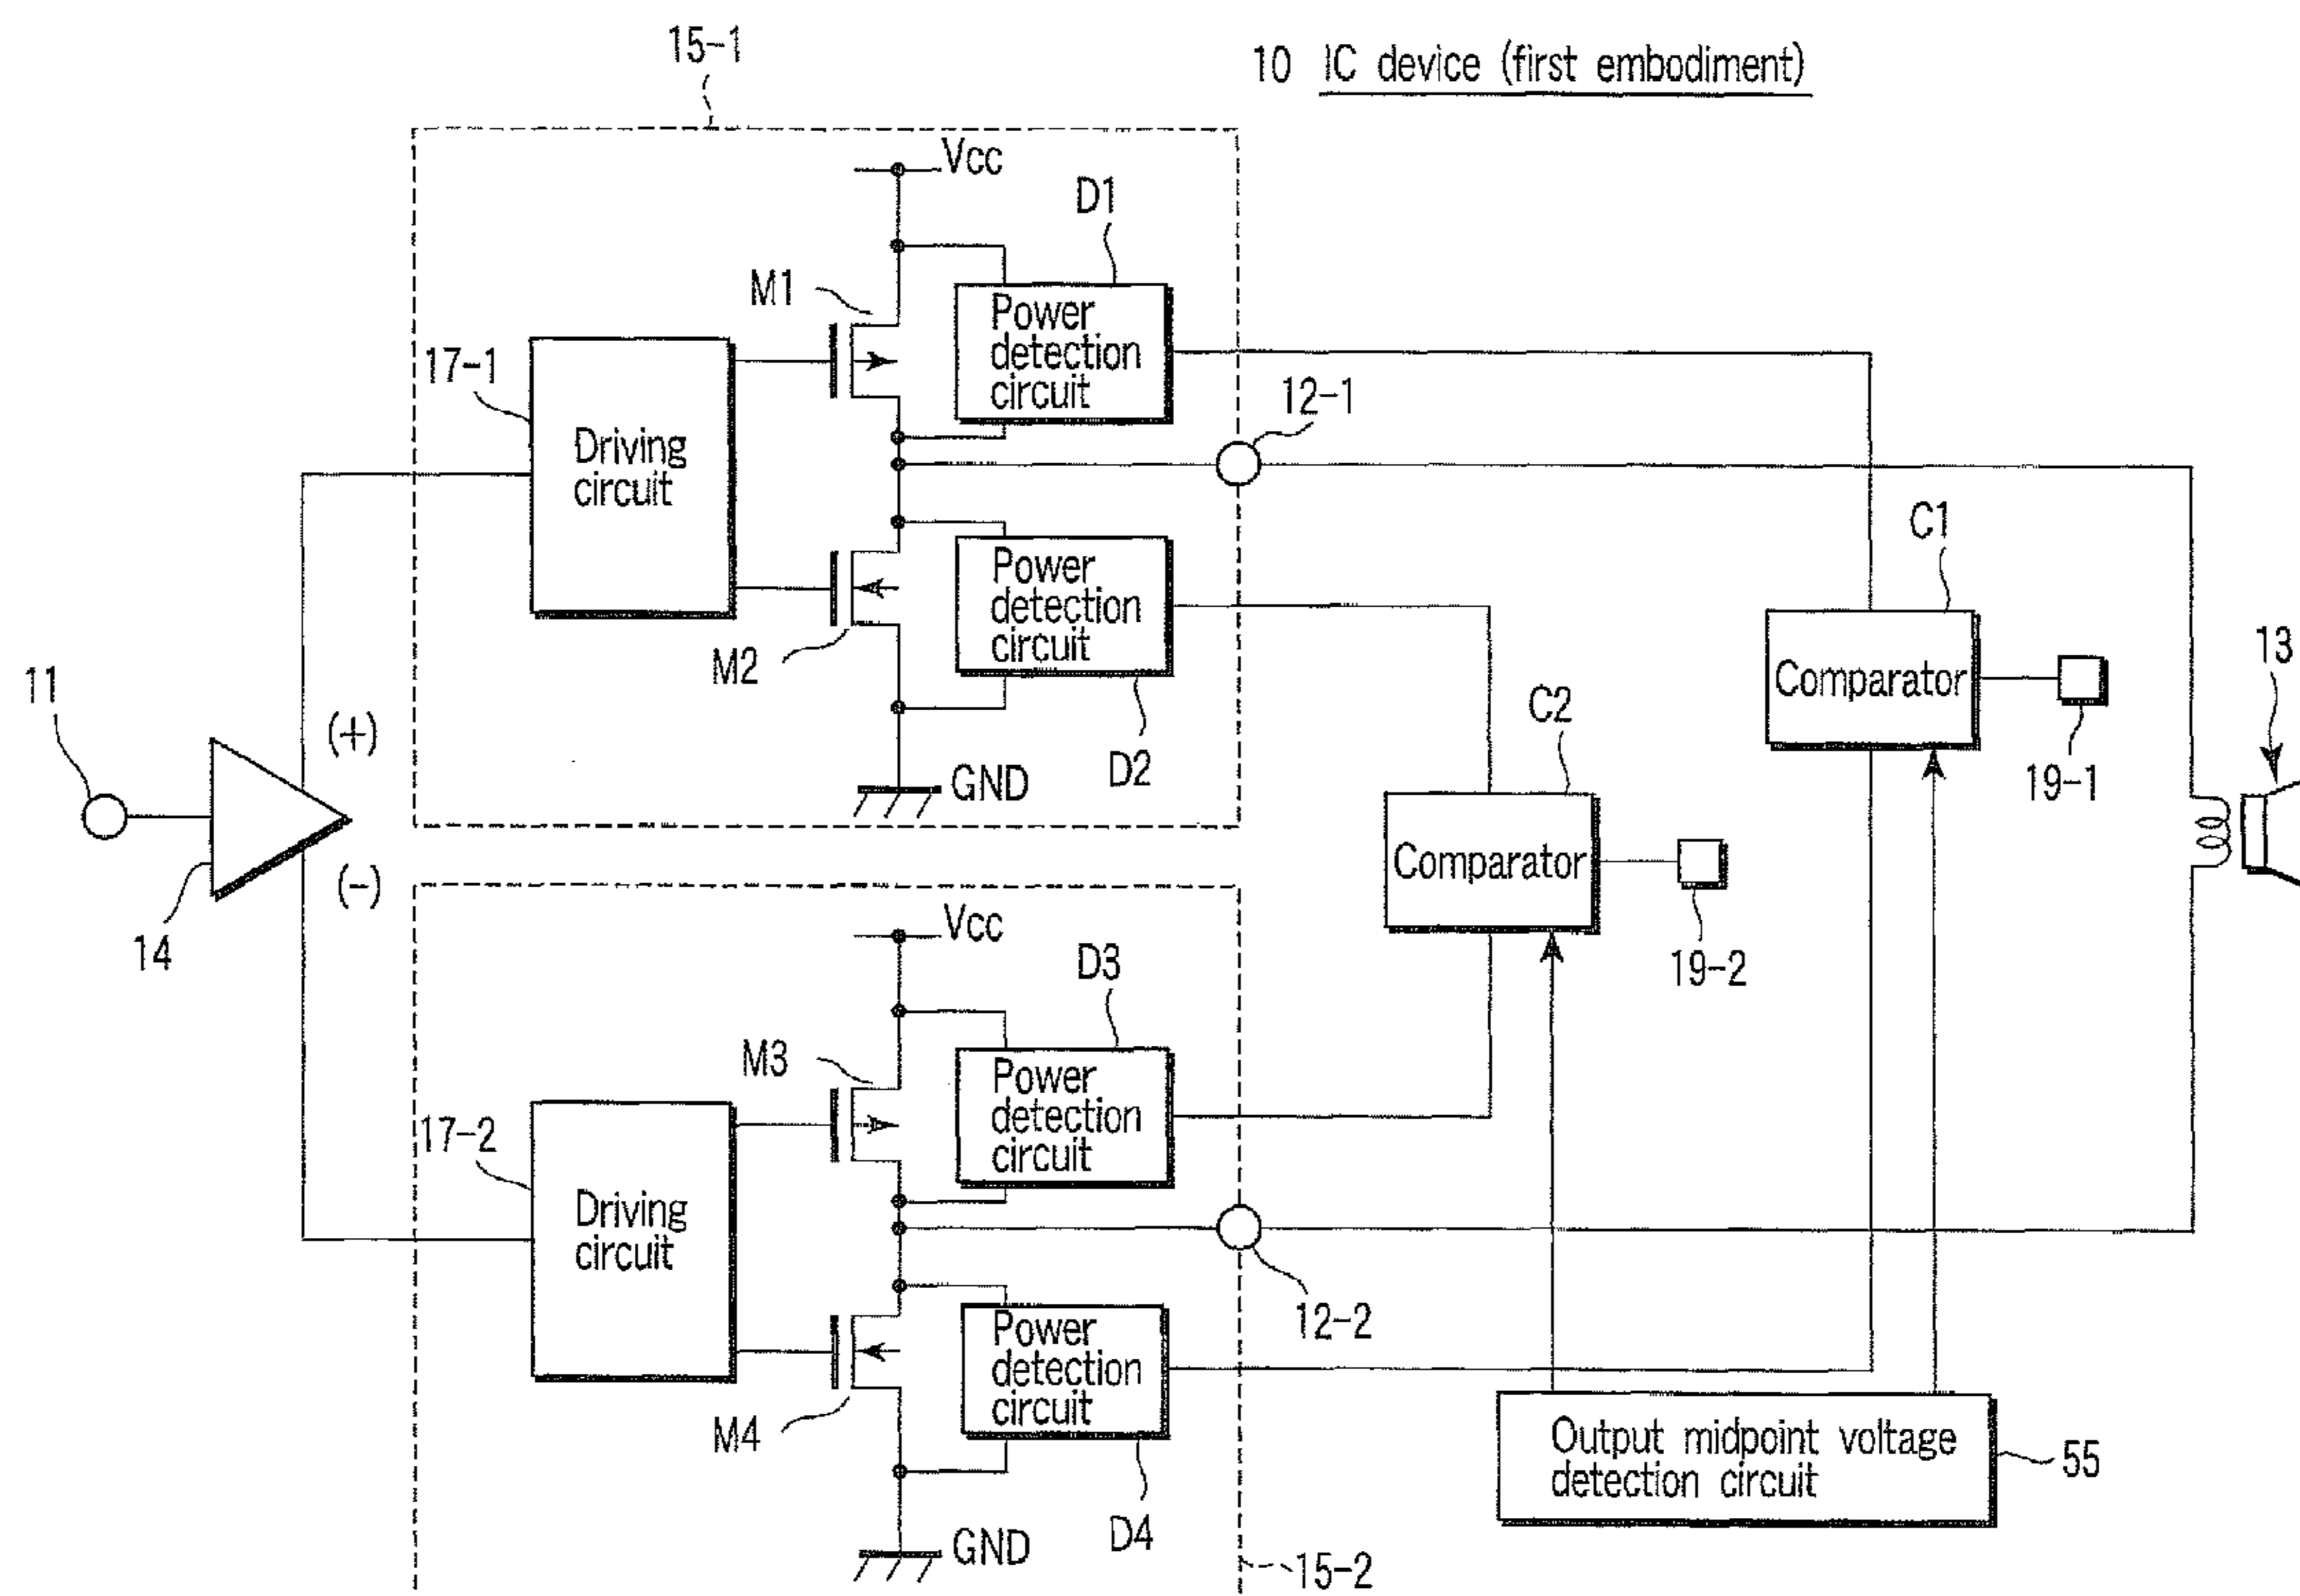 15-1
10 IC device (first embodiment)
Vcc
D1
M1
Power
detection
circuit
17-1
12-1
Driving
circuit
C1
Power
detection
circuit
M2
13
11
Comparator
C2
(+)
D2
19-1
GND
Comparator
(-)
14
Vcc
19-2
D3
M3
Power
detection
circuit
17-2
Driving
circuit
12-2
Power
detection
circuit
M4
Output midpoint voltage
detection circuit
55
D4
GND
15-2